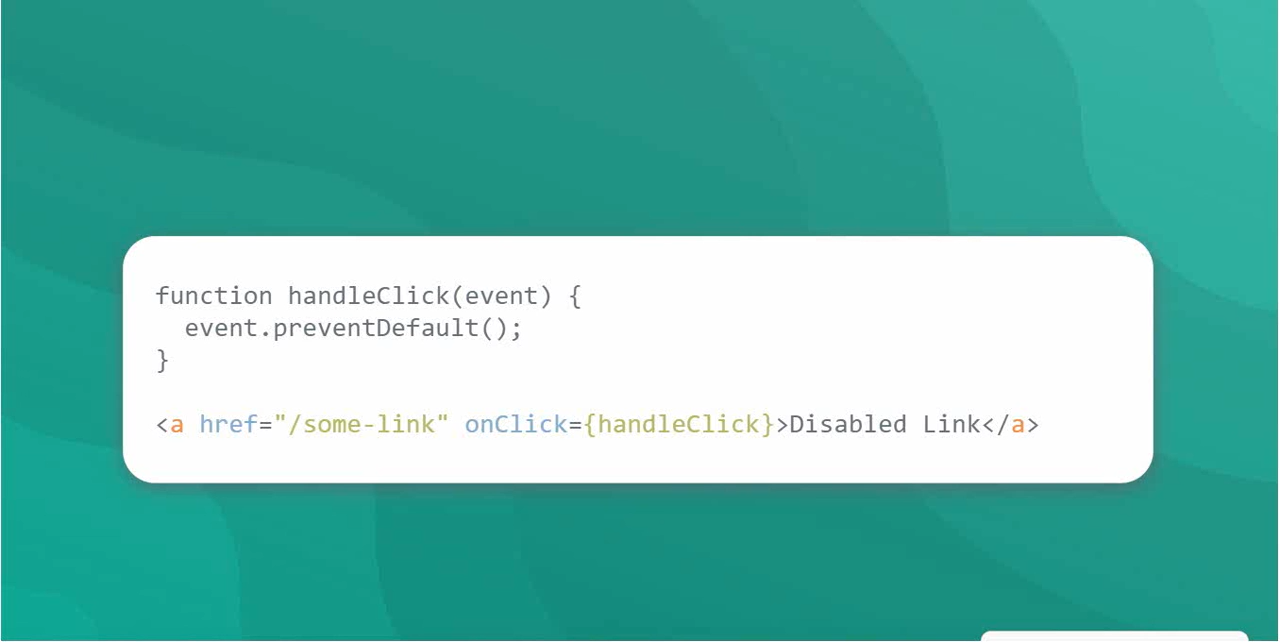 function handleClick(event) {
  event.preventDefault();
}
<a href="/some-link" onClick={handleClick}>Disabled Link</a>